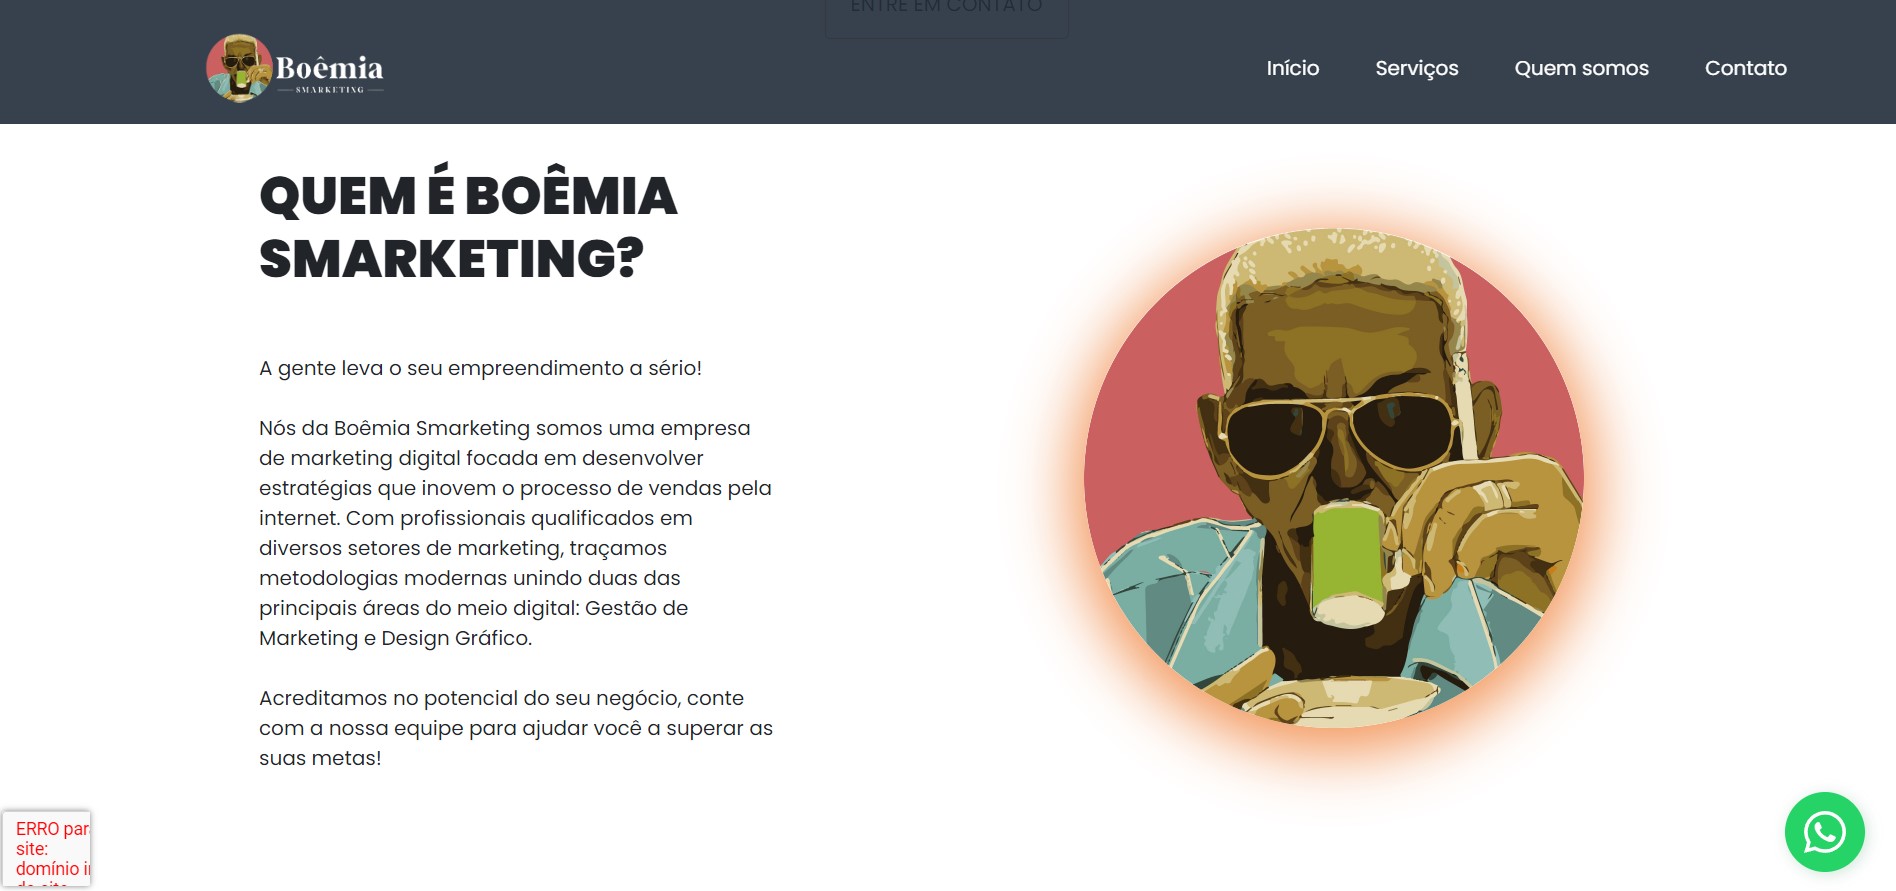 ENTRE EM CONTATO
Boêmia
SMARKETING
Início
Serviços
Quem somos
Contato
QUEM É BOÊMIA
SMARKETING?
A gente leva o seu empreendimento a sério!
Nós da Boêmia Smarketing somos uma empresa
de marketing digital focada em desenvolver
estratégias que inovem o processo de vendas pela
internet. Com profissionais qualificados em
diversos setores de marketing, traçamos
metodologias modernas unindo duas das
principais áreas do meio digital: Gestão de
Marketing e Design Gráfico.
Acreditamos no potencial do seu negócio, conte
com a nossa equipe para ajudar você a superar as
suas metas!
ERRO para
site:
domínio